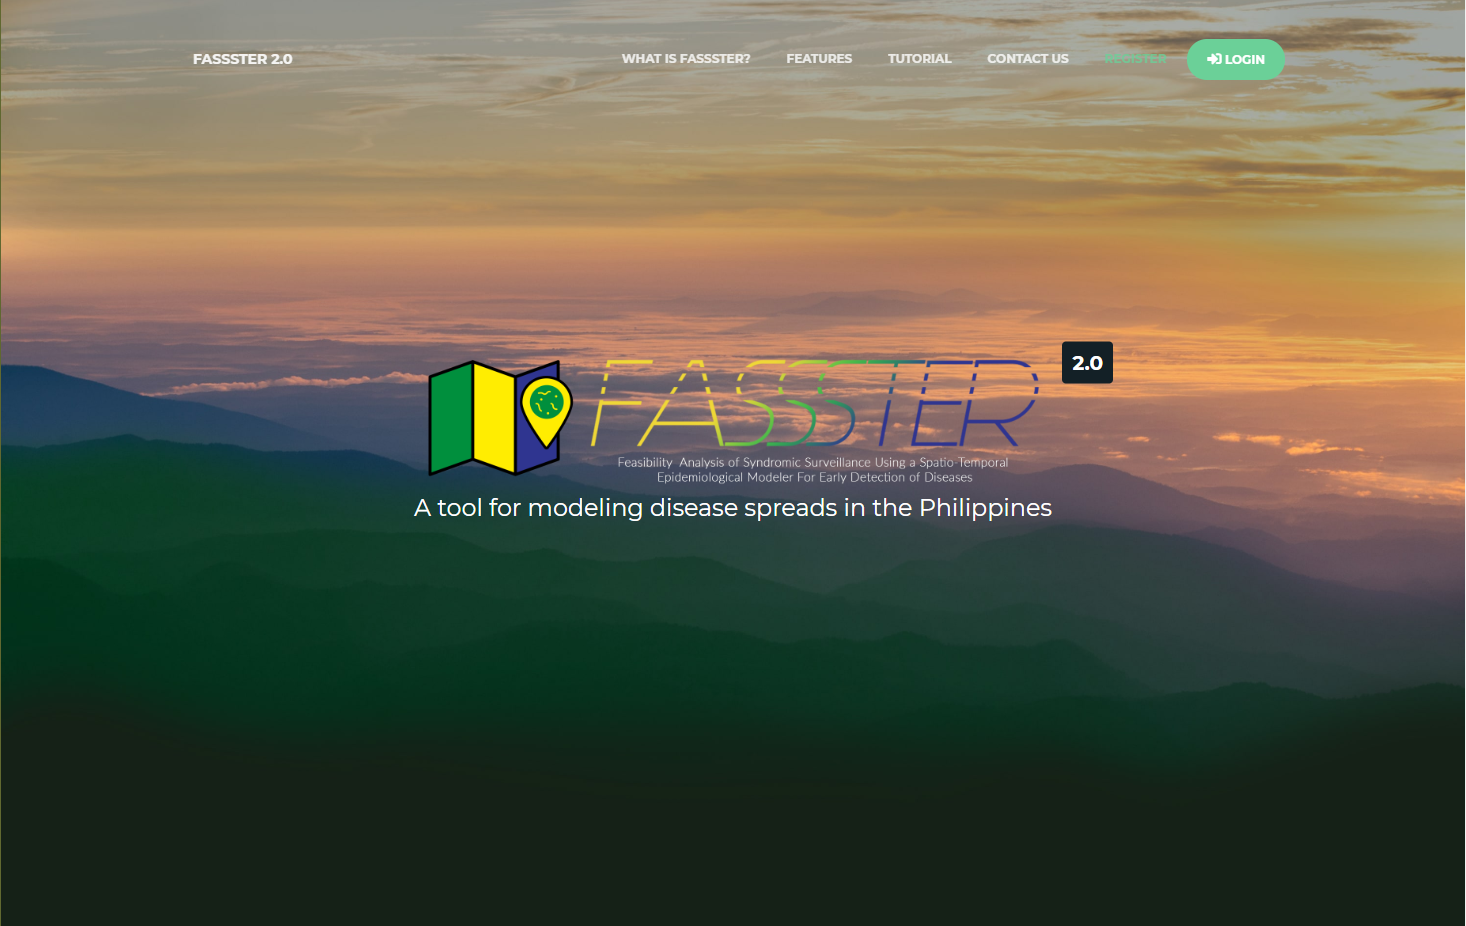 FASSSTER 2.0
WHAT IS FASSSTER?
FEATURES
TUTORIAL
CONTACT US
REGISTER
LOGIN
FASSSTER
2.0
Feasibility Analysis of Syndromic Surveillance Using a Spatio-Temporal
Epidemiological Modeler For Early Detection of Diseases
A tool for modeling disease spreads in the Philippines